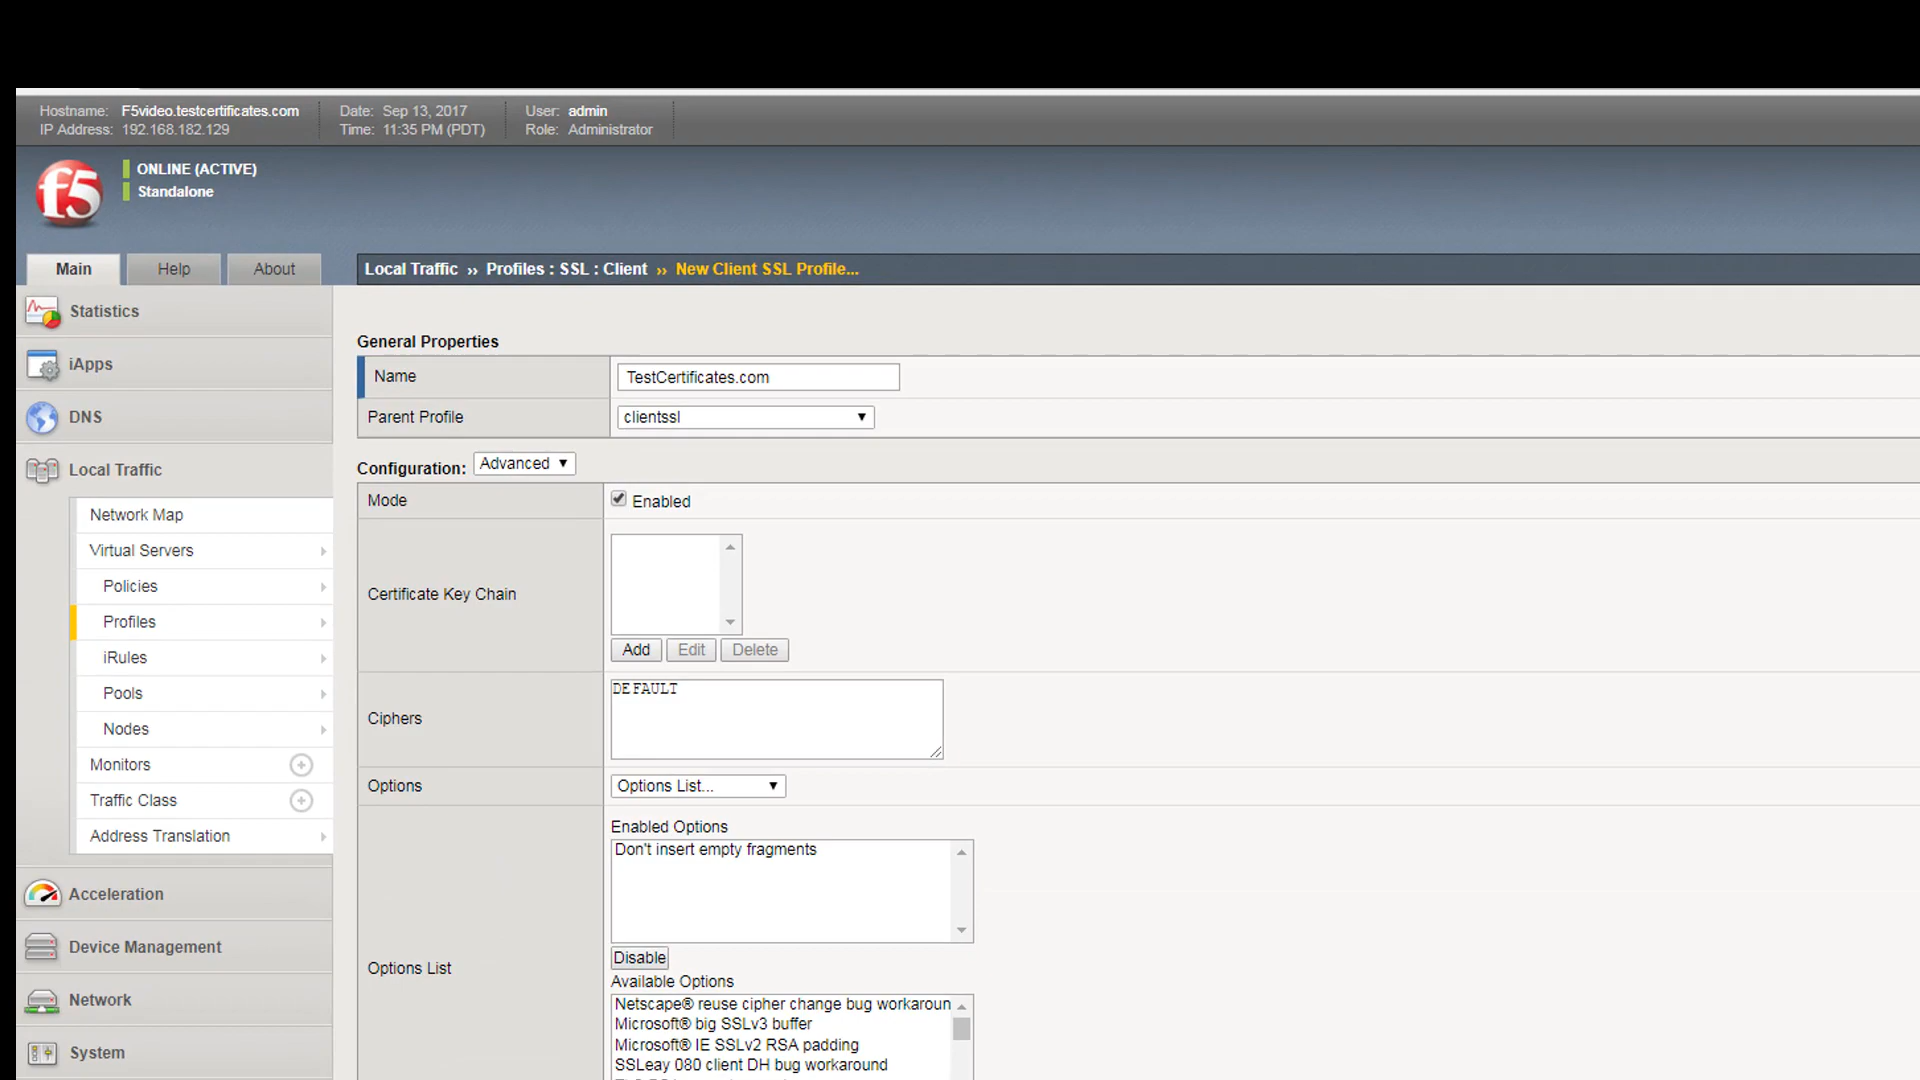 Hostname: F5video.testcertificates.com Date: Sep 13, 2017 User: admin
IP Address: 192.168.182.129 Time: 11:35 PM (PDT) Role: Administrator
f5
ONLINE (ACTIVE)
Standalone
Main Help About
Local Traffic ›› Profiles : SSL : Client ›› New Client SSL Profile...
Statistics
iApps
DNS
Local Traffic
Network Map
Virtual Servers
Policies
Profiles
iRules
Pools
Nodes
Monitors
Traffic Class
Address Translation
Acceleration
Device Management
Network
System
General Properties
Name TestCertificates.com
Parent Profile clientssl
Configuration: Advanced
Mode Enabled
Certificate Key Chain
Add Edit Delete
Ciphers DEFAULT
Options Options List...
Options List
Enabled Options
Don't insert empty fragments
Disable
Available Options
Netscape® reuse cipher change bug workaroun
Microsoft® big SSLv3 buffer
Microsoft® IE SSLv2 RSA padding
SSLeay 080 client DH bug workaround